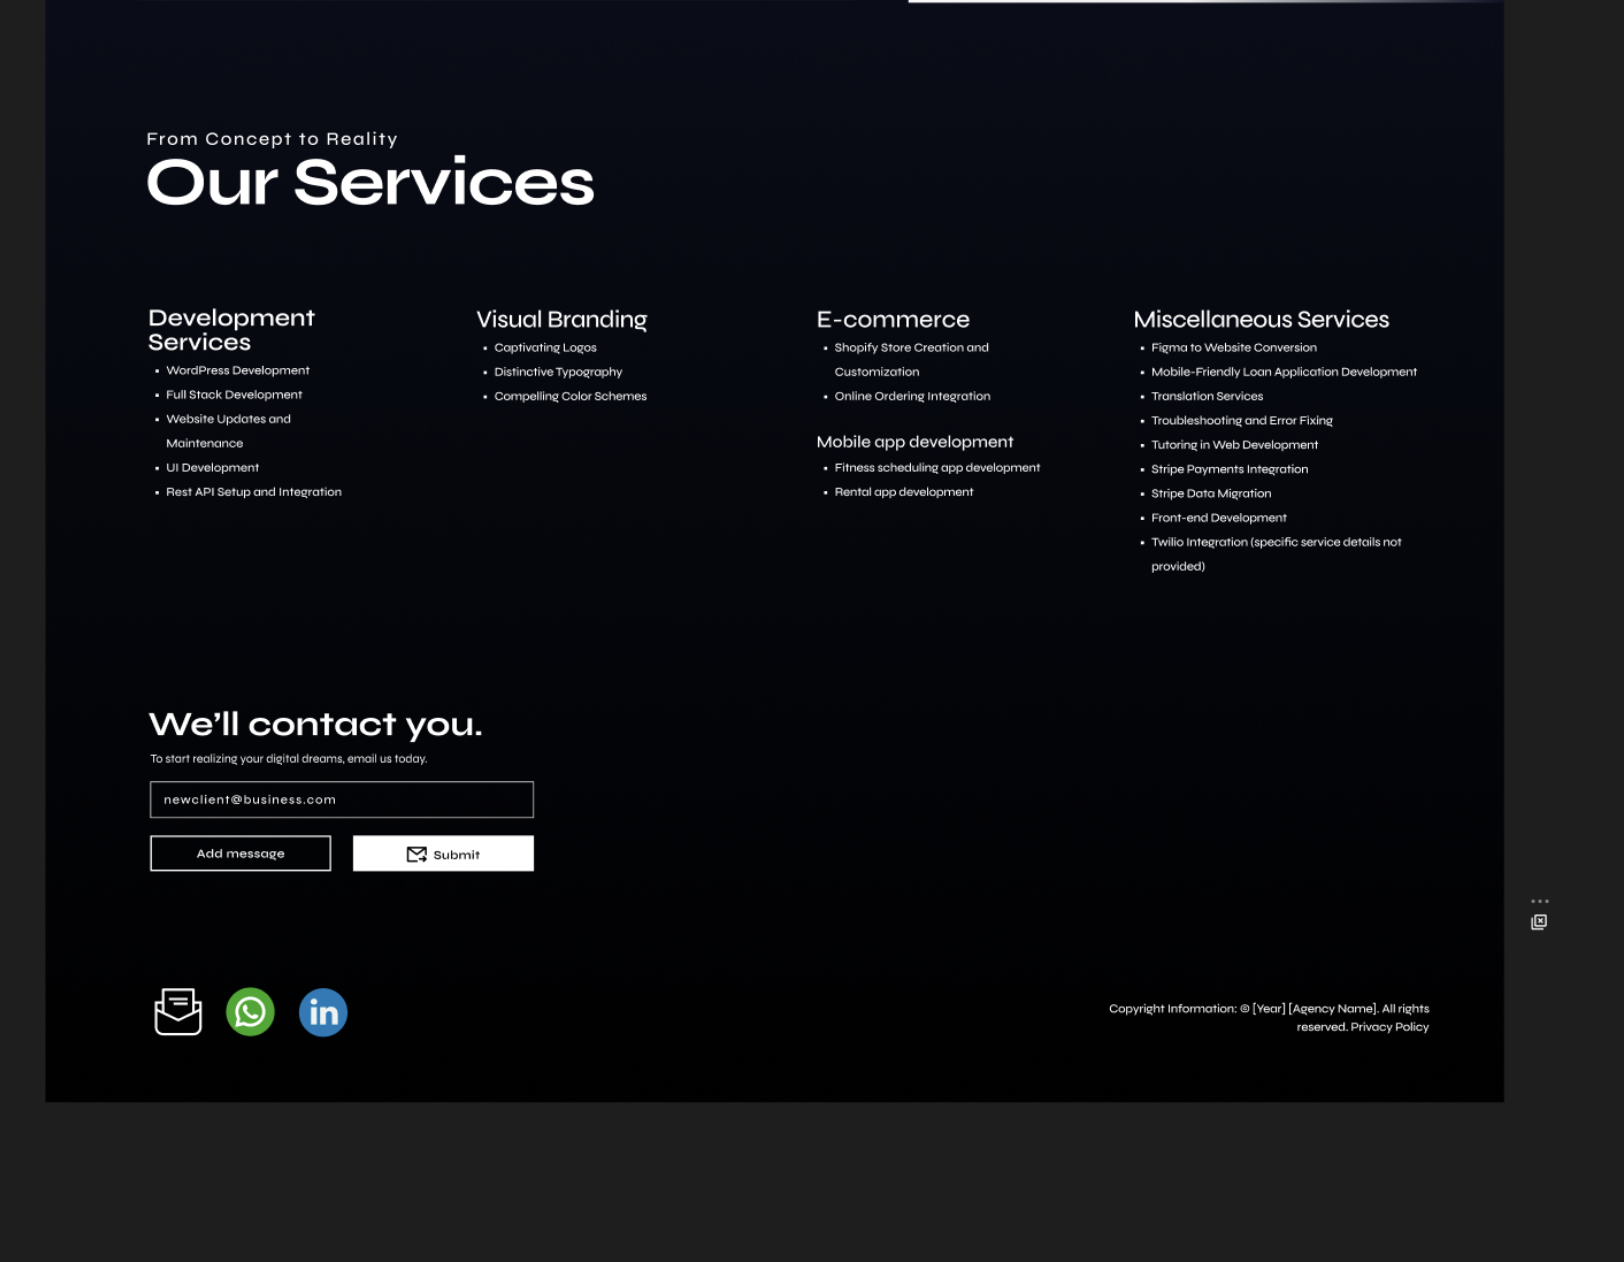 From Concept to Reality
Our Services
Development
Services
WordPress Development
Full Stack Development
Website Updates and
Maintenance
UI Development
Rest API Setup and Integration
Visual Branding
Captivating Logos
Distinctive Typography
Compelling Color Schemes
E-commerce
Shopify Store Creation and
Customization
Online Ordering Integration
Mobile app development
Fitness scheduling app development
Rental app development
Miscellaneous Services
Figma to Website Conversion
Mobile-Friendly Loan Application Development
Translation Services
Troubleshooting and Error Fixing
Tutoring in Web Development
Stripe Payments Integration
Stripe Data Migration
Front-end Development
Twilio Integration (specific service details not
provided)
We’ll contact you.
To start realizing your digital dreams, email us today.
newclient@business.com
Add message
Submit
in
Copyright Information: © [Year] [Agency Name]. All rights
reserved. Privacy Policy